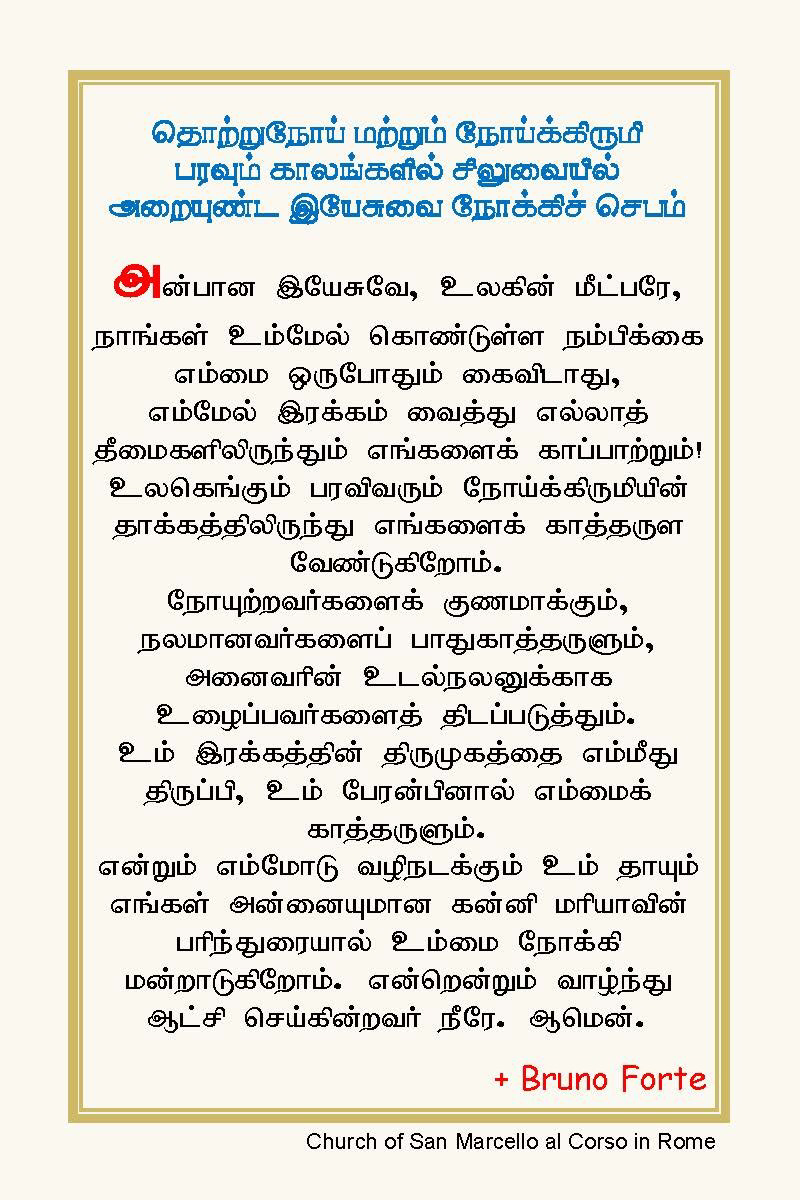 தொற்றுநோய் மற்றும் நோய்க்கிருமி
பரவும் காலங்களில் சிலுவையில்
அறையுண்ட இயேசுவை நோக்கிச் செபம்
அன்பான இயேசுவே, உலகின் மீட்பரே,
நாங்கள் உம்மேல் கொண்டுள்ள நம்பிக்கை
எம்மை ஒருபோதும் கைவிடாது,
எம்மேல் இரக்கம் வைத்து எல்லாத்
தீமைகளிலிருந்தும் எங்களைக் காப்பாற்றும்!
உலகெங்கும் பரவிவரும் நோய்க்கிருமியின்
தாக்கத்திலிருந்து எங்களைக் காத்தருள
வேண்டுகிறோம்.
நோயுற்றவர்களைக் குணமாக்கும்,
நலமானவர்களைப் பாதுகாத்தருளும்,
அனைவரின் உடல்நலனுக்காக
உழைப்பவர்களைத் திடப்படுத்தும்.
உம் இரக்கத்தின் திருமுகத்தை எம்மீது
திருப்பி, உம் பேரன்பினால் எம்மைக்
காத்தருளும்.
என்றும் எம்மோடு வழிநடக்கும் உம் தாயும்
எங்கள் அன்னையுமான கன்னி மரியாவின்
பரிந்துரையால் உம்மை நோக்கி
மன்றாடுகிறோம். என்றென்றும் வாழ்ந்து
ஆட்சி செய்கின்றவர் நீரே. ஆமென்.
+ Bruno Forte
Church of San Marcello al Corso in Rome